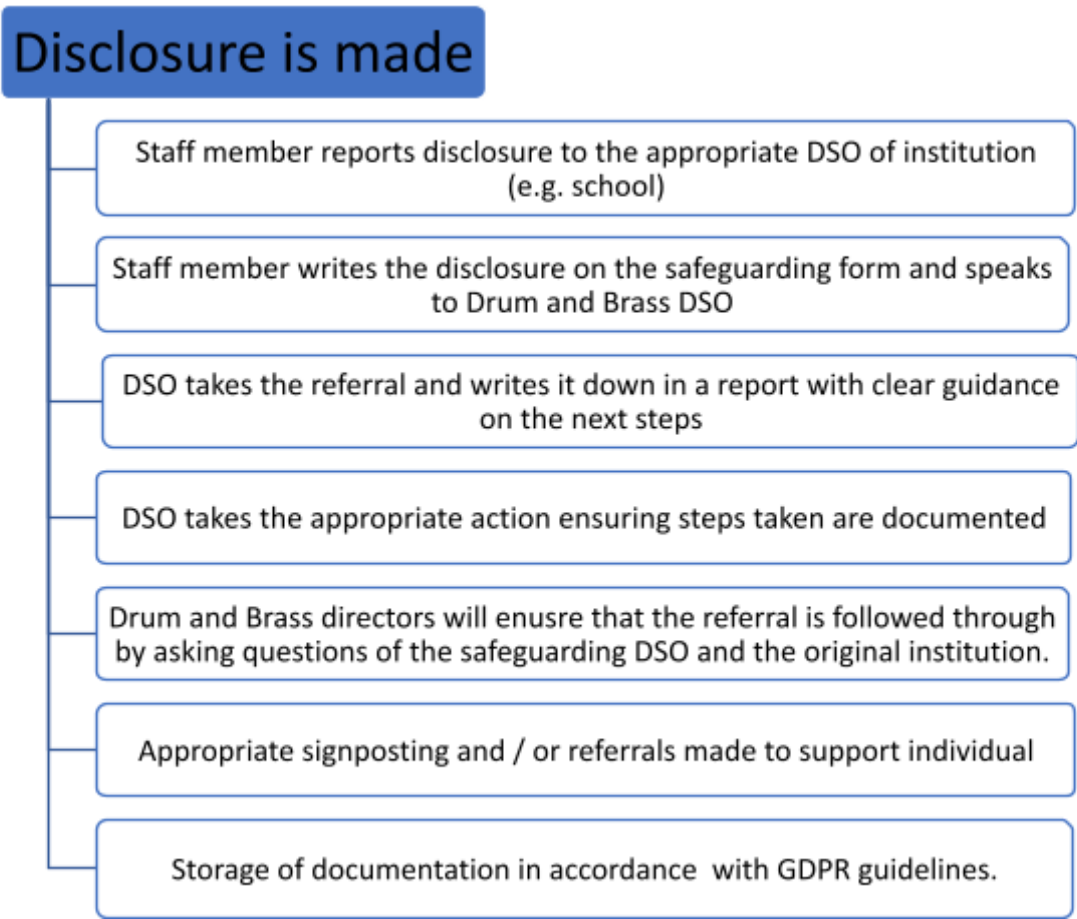 Disclosure is made
Staff member reports disclosure to the appropriate DSO of institution
(e.g. school)
Staff member writes the disclosure on the safeguarding form and speaks
to Drum and Brass DSO
DSO takes the referral and writes it down in a report with clear guidance
on the next steps
DSO takes the appropriate action ensuring steps taken are documented
Drum and Brass directors will enusre that the referral is followed through
by asking questions of the safeguarding DSO and the original institution.
Appropriate signposting and / or referrals made to support individual
Storage of documentation in accordance  with GDPR guidelines.